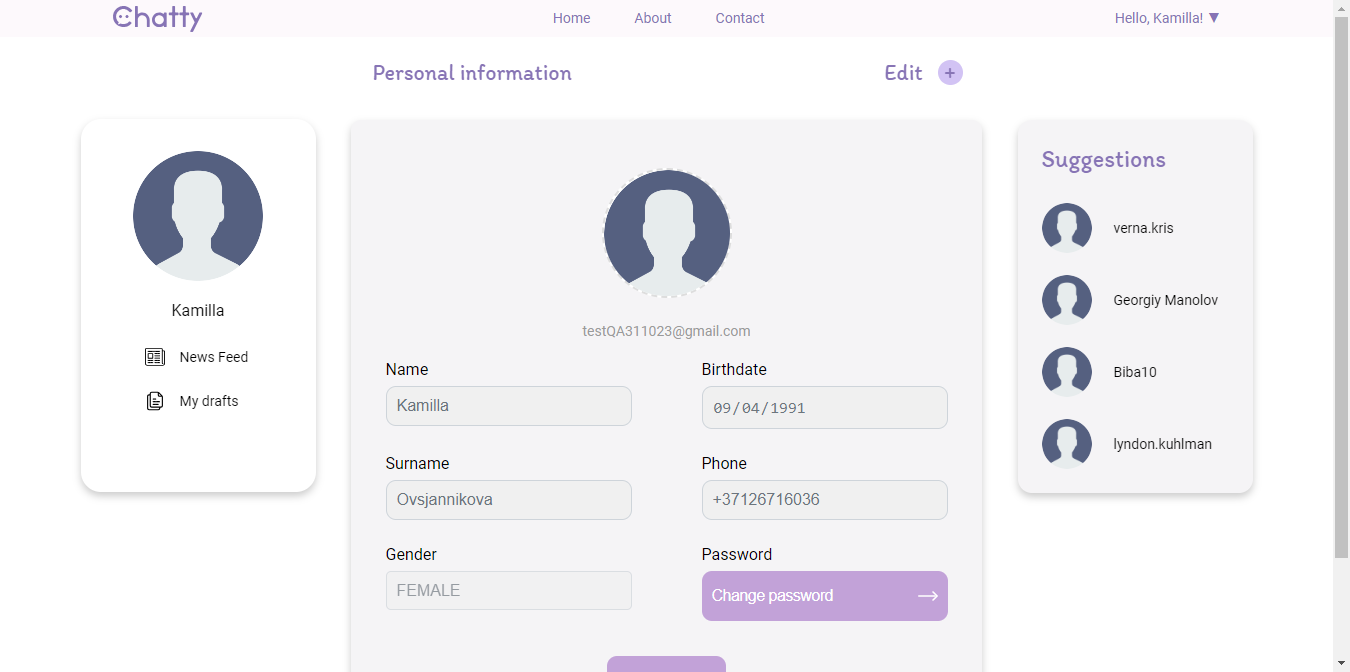 Chatty
Home
About
Contact
Hello, Kamilla! ▼
Personal information
Edit +
Kamilla
News Feed
My drafts
testQA311023@gmail.com
Name
Kamilla
Birthdate
09/04/1991
Surname
Ovsjannikova
Phone
+37126716036
Gender
FEMALE
Password
Change password →
Suggestions
verna.kris
Georgiy Manolov
Biba10
lyndon.kuhlman